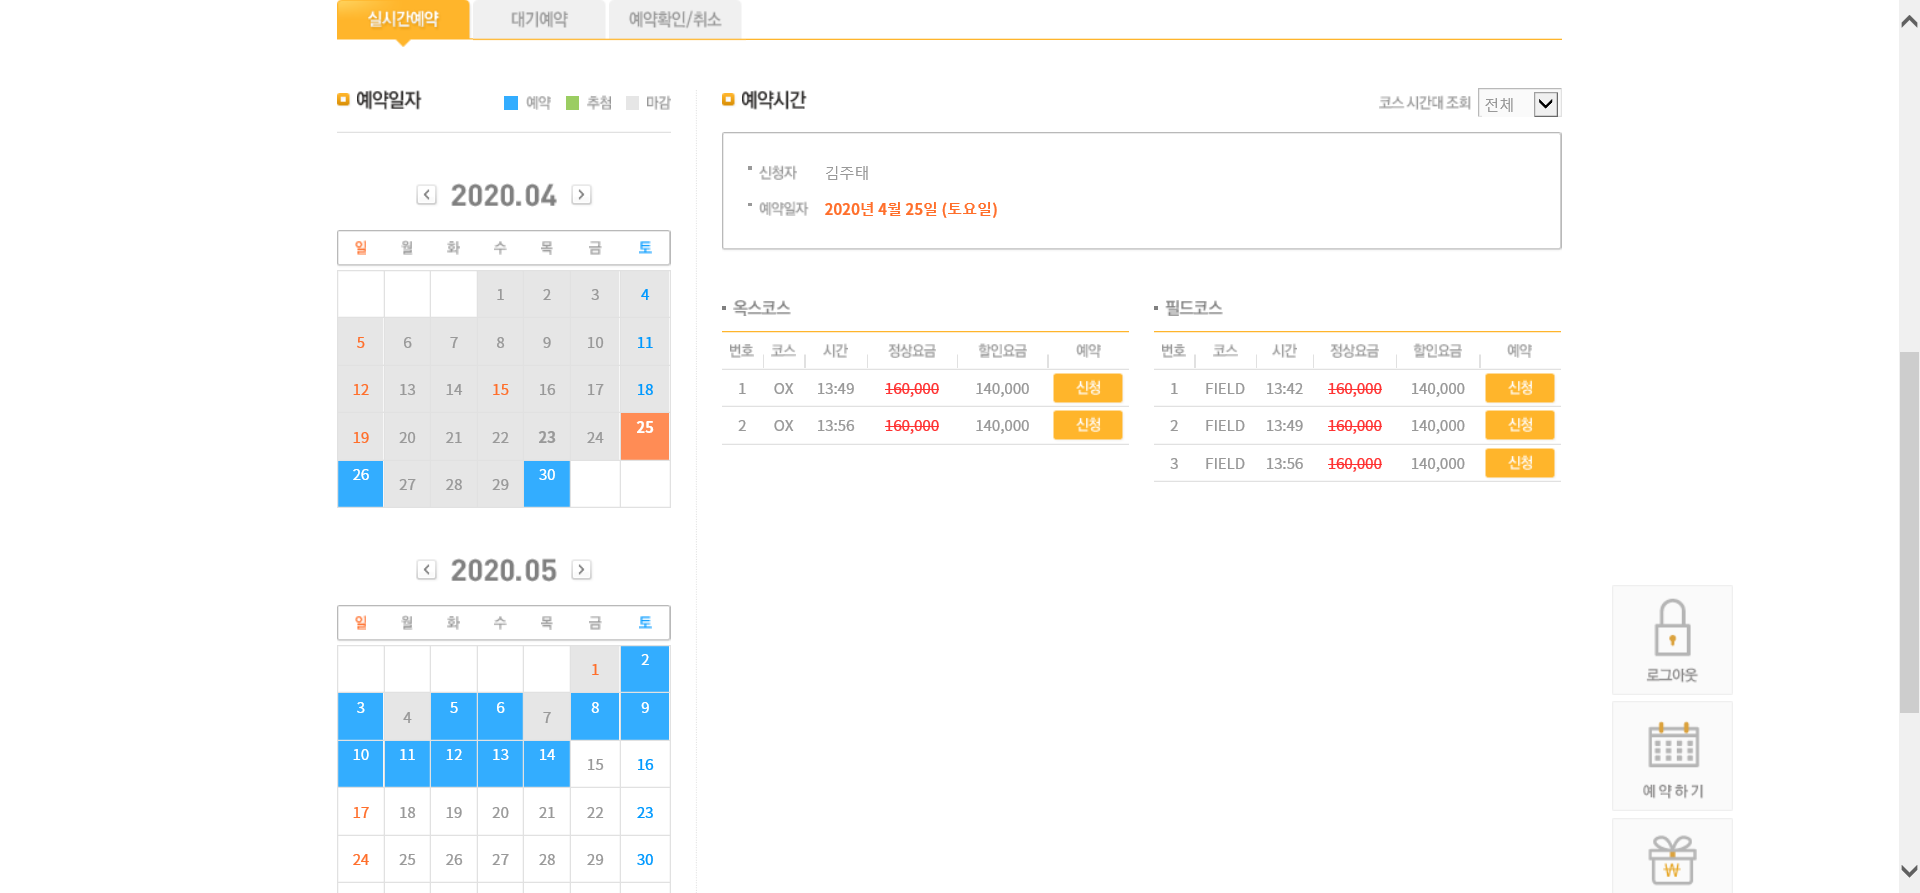 실시간예약 대기예약 예약확인/취소
예약일자 예약 추첨 마감
2020.04
일 월 화 수 목 금 토
1 2 3 4
5 6 7 8 9 10 11
12 13 14 15 16 17 18
19 20 21 22 23 24 25
26 27 28 29 30
2020.05
일 월 화 수 목 금 토
1 2
3 4 5 6 7 8 9
10 11 12 13 14 15 16
17 18 19 20 21 22 23
24 25 26 27 28 29 30
예약시간 코스 시간대 조회 전체
신청자 김주태
예약일자 2020년 4월 25일 (토요일)
옥스코스
번호 코스 시간 정상요금 할인요금 예약
1 OX 13:49 160,000 140,000 신청
2 OX 13:56 160,000 140,000 신청
필드코스
번호 코스 시간 정상요금 할인요금 예약
1 FIELD 13:42 160,000 140,000 신청
2 FIELD 13:49 160,000 140,000 신청
3 FIELD 13:56 160,000 140,000 신청
로그아웃
예약하기
₩